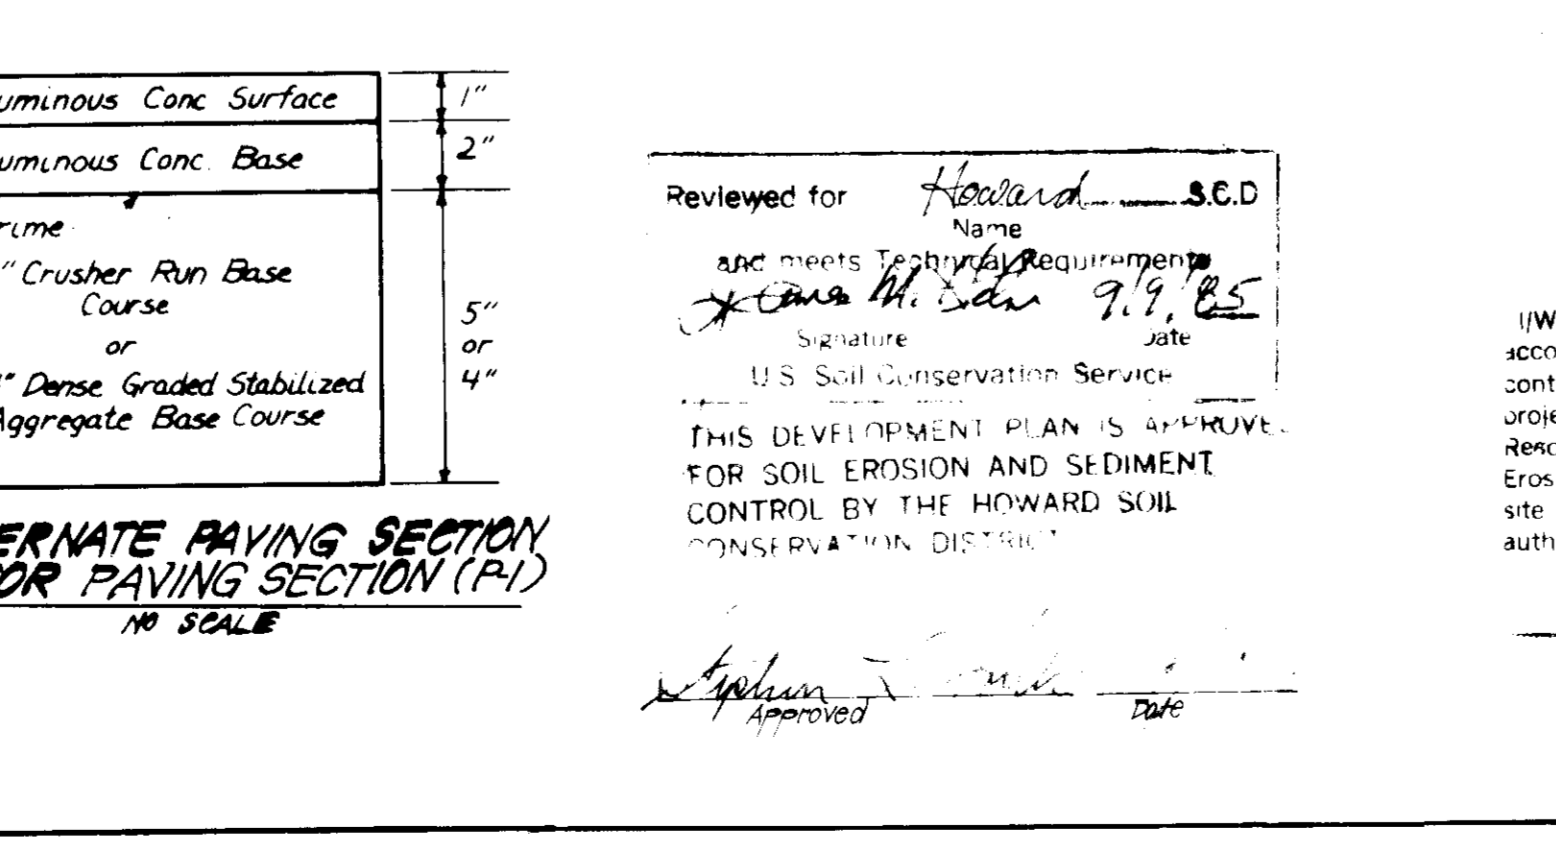 uminous Conc Surface 1"
uminous Conc. Base 2"
rime
" Crusher Run Base
Course
or
" Dense Graded Stabilized
Aggregate Base Course
5"
or
4"
ERNATE PAVING SECTION
OR PAVING SECTION (P-1)
NO SCALE
Reviewed for Howard S.C.D
Name
and meets Technical Requirements
M. 9/9/85
Signature Date
U.S. Soil Conservation Service
THIS DEVELOPMENT PLAN IS APPROVE
FOR SOIL EROSION AND SEDIMENT
CONTROL BY THE HOWARD SOIL
CONSERVATION DISTRICT
Stephen
Approved Date
I/W
acco
cont
proje
Reso
Eros
site
auth